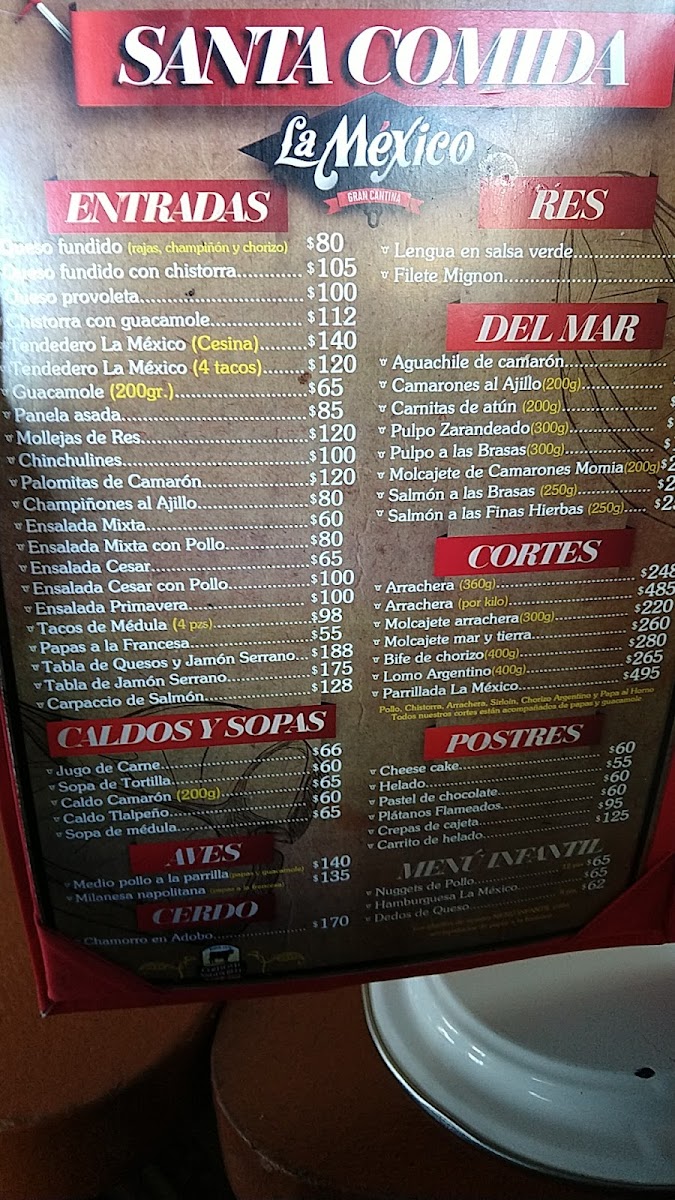 SANTA COMIDA
La México
GRAN CANTINA
ENTRADAS
Queso fundido (rajas, champiñón y chorizo) $80
Queso fundido con chistorra............ $105
Queso provoleta............................ $100
Chistorra con guacamole................ $112
Tendedero La México (Cesina)......... $140
Tendedero La México (4 tacos)........ $120
Guacamole (200gr.)........................ $65
Panela asada................................ $85
Mollejas de Res............................. $120
Chinchulines................................. $100
Palomitas de Camarón................... $120
Champiñones al Ajillo.................... $80
Ensalada Mixta............................. $60
Ensalada Mixta con Pollo................ $80
Ensalada Cesar............................. $65
Ensalada Cesar con Pollo................ $100
Ensalada Primavera....................... $100
Tacos de Médula (4 pzs)................. $98
Papas a la Francesa....................... $55
Tabla de Quesos y Jamón Serrano... $188
Tabla de Jamón Serrano................. $175
Carpaccio de Salmón..................... $128
CALDOS Y SOPAS
Jugo de Carne.............................. $66
Sopa de Tortilla............................ $60
Caldo Camarón (200g)................... $65
Caldo Tlalpeño............................. $60
Sopa de médula............................ $65
AVES
Medio pollo a la parrilla (papas y guacamole) $140
Milanesa napolitana (papas a la francesa) $135
CERDO
Chamorro en Adobo....................... $170
RES
Lengua en salsa verde....................
Filete Mignon................................
DEL MAR
Aguachile de camarón....................
Camarones al Ajillo(200g)...............
Carnitas de atún (200g).................. $
Pulpo Zarandeado(300g)................. $
Pulpo a las Brasas(300g)................. $
Molcajete de Camarones Momia(200g)$2
Salmón a las Brasas (250g)............. $2
Salmón a las Finas Hierbas (250g)..... $2
CORTES
Arrachera (360g)........................... $248
Arrachera (por kilo)....................... $485
Molcajete arrachera(300g)............... $220
Molcajete mar y tierra.................... $260
Bife de chorizo(400g)..................... $280
Lomo Argentino(400g).................... $265
Parrillada La México...................... $495
Pollo, Chistorra, Arrachera, Sirloin, Chorizo Argentino y Papa al Horno
Todos nuestros cortes están acompañados de papas y guacamole
POSTRES
Cheese cake................................. $60
Helado........................................ $55
Pastel de chocolate........................ $60
Plátanos Flameados....................... $60
Crepas de cajeta............................ $95
Carrito de helado.......................... $125
MENÚ INFANTIL
Nuggets de Pollo........................... $65
Hamburguesa La México................. $65
Dedos de Queso............................ $62